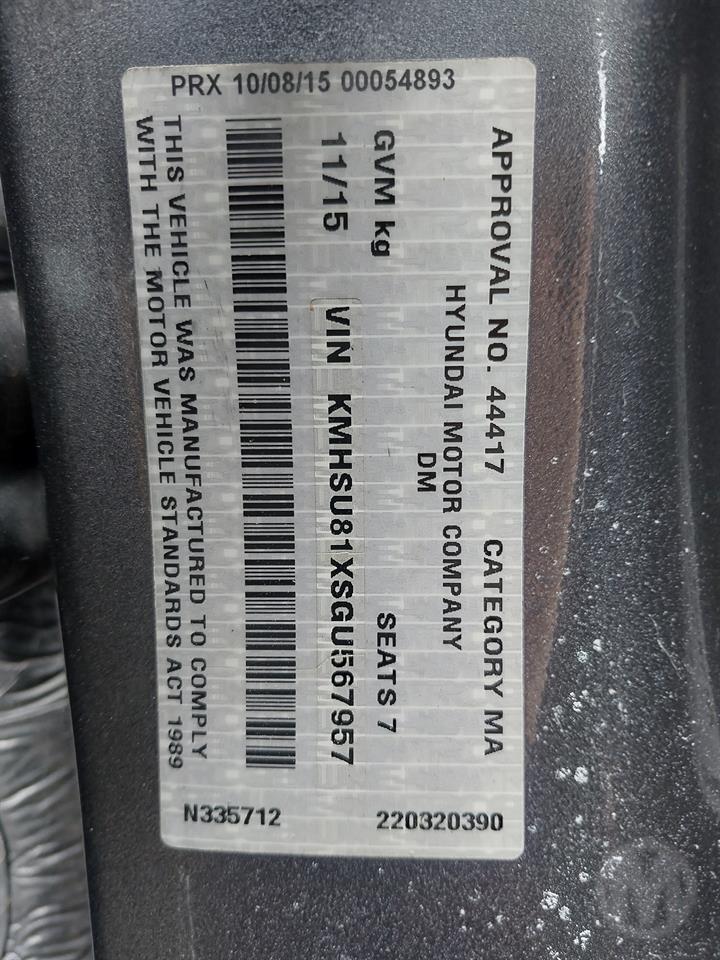 PRX 10/08/15 00054893
APPROVAL NO. 44417 CATEGORY MA
HYUNDAI MOTOR COMPANY
DM
GVM kg SEATS 7
11/15 VIN KMHSU81XSGU567957
THIS VEHICLE WAS MANUFACTURED TO COMPLY
WITH THE MOTOR VEHICLE STANDARDS ACT 1989
N335712 220320390